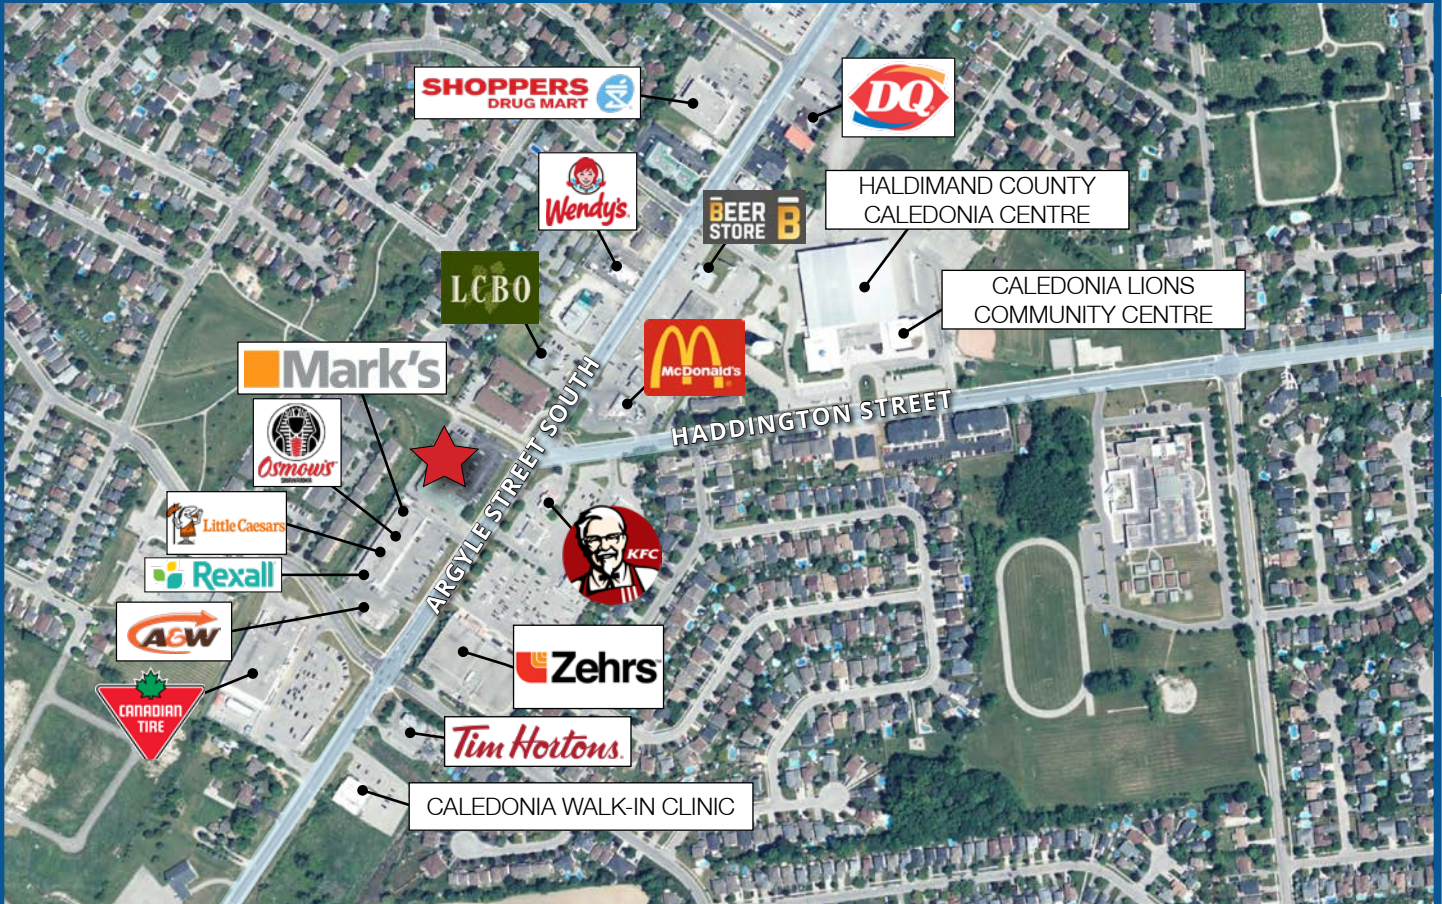 SHOPPERS
DRUG MART
DQ
Wendy's
BEER
STORE
B
HALDIMAND COUNTY
CALEDONIA CENTRE
LCBO
CALEDONIA LIONS
COMMUNITY CENTRE
McDonald's
Mark's
HADDINGTON STREET
ARGYLE STREET SOUTH
Osmow's
SHAWARMA
Little Caesars
KFC
Rexall
A&W
Zehrs
CANADIAN
TIRE
Tim Hortons
CALEDONIA WALK-IN CLINIC